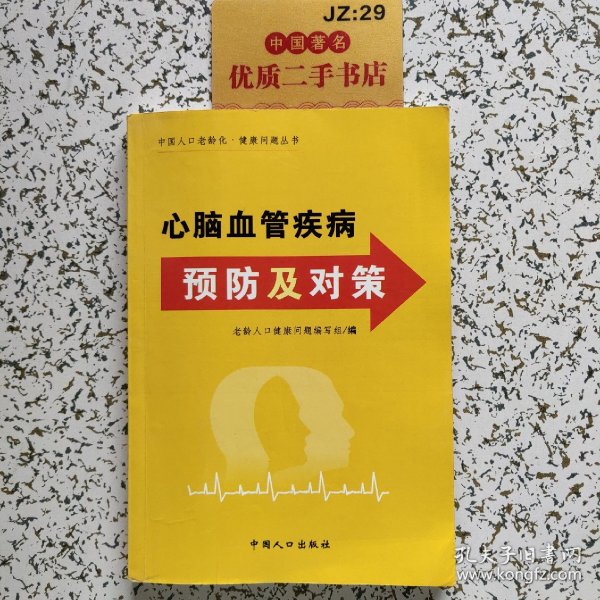 JZ:29
中国著名
优质二手书店
中国人口老龄化·健康问题丛书
心脑血管疾病
预防及对策
老龄人口健康问题编写组/编
中国人口出版社
孔夫子旧书网
www.kongfz.com